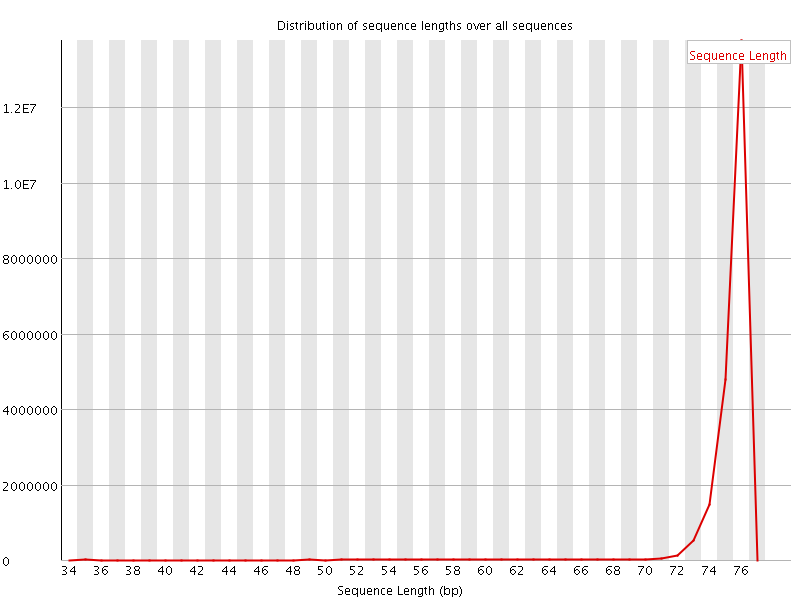 Distribution of sequence lengths over all sequences
Sequence Length
1.2E7
1.0E7
8000000
6000000
4000000
2000000
0
34 36 38 40 42 44 46 48 50 52 54 56 58 60 62 64 66 68 70 72 74 76
Sequence Length (bp)